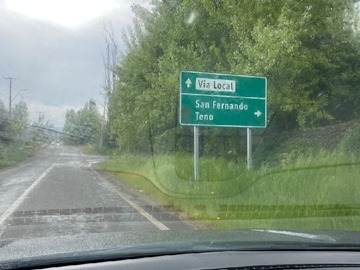 Vía Local
San Fernando
Teno